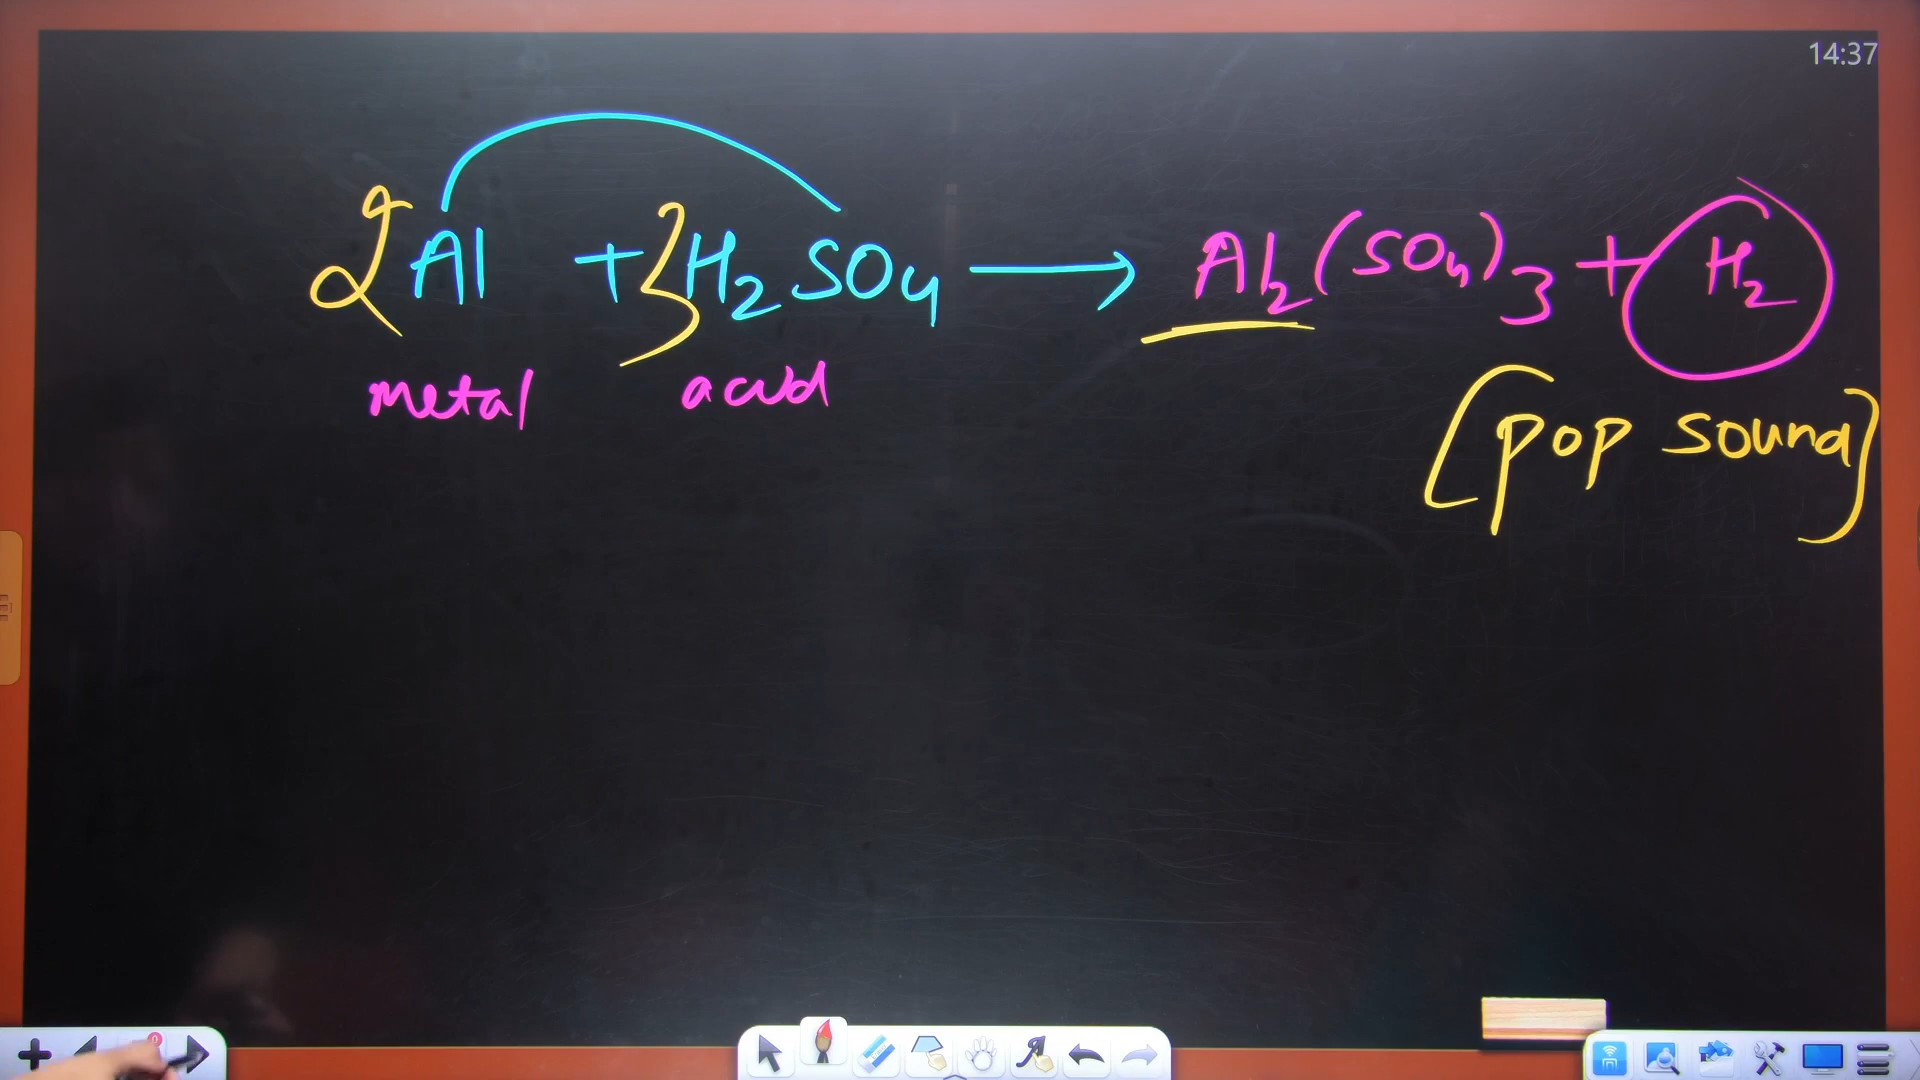 14:37
2Al + 3H₂SO₄ → Al₂(SO₄)₃ + H₂
metal acid
[pop sound]